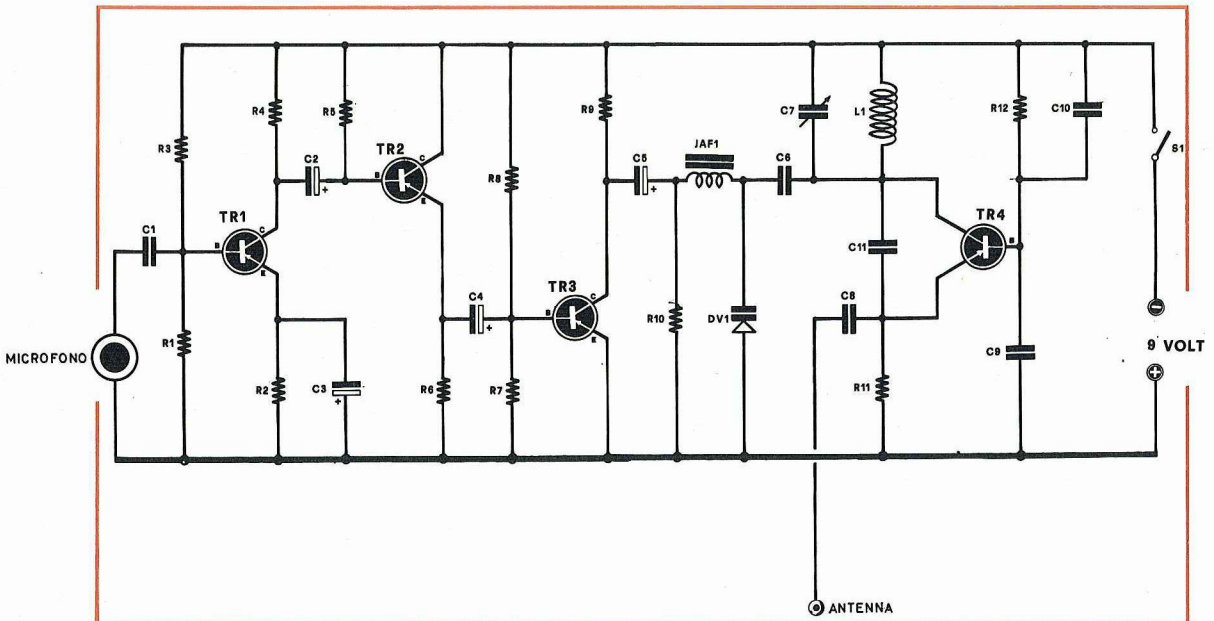 MICROFONO
C1
R3
R1
TR1
B
C
E
R4
R2
C3
+
C2
+
R5
TR2
B
C
E
R6
C4
+
R8
R7
TR3
B
C
E
R9
C5
+
R10
JAF1
DV1
C6
C7
L1
C11
C8
R11
ANTENNA
TR4
B
R12
C10
C9
S1
-
9 VOLT
+